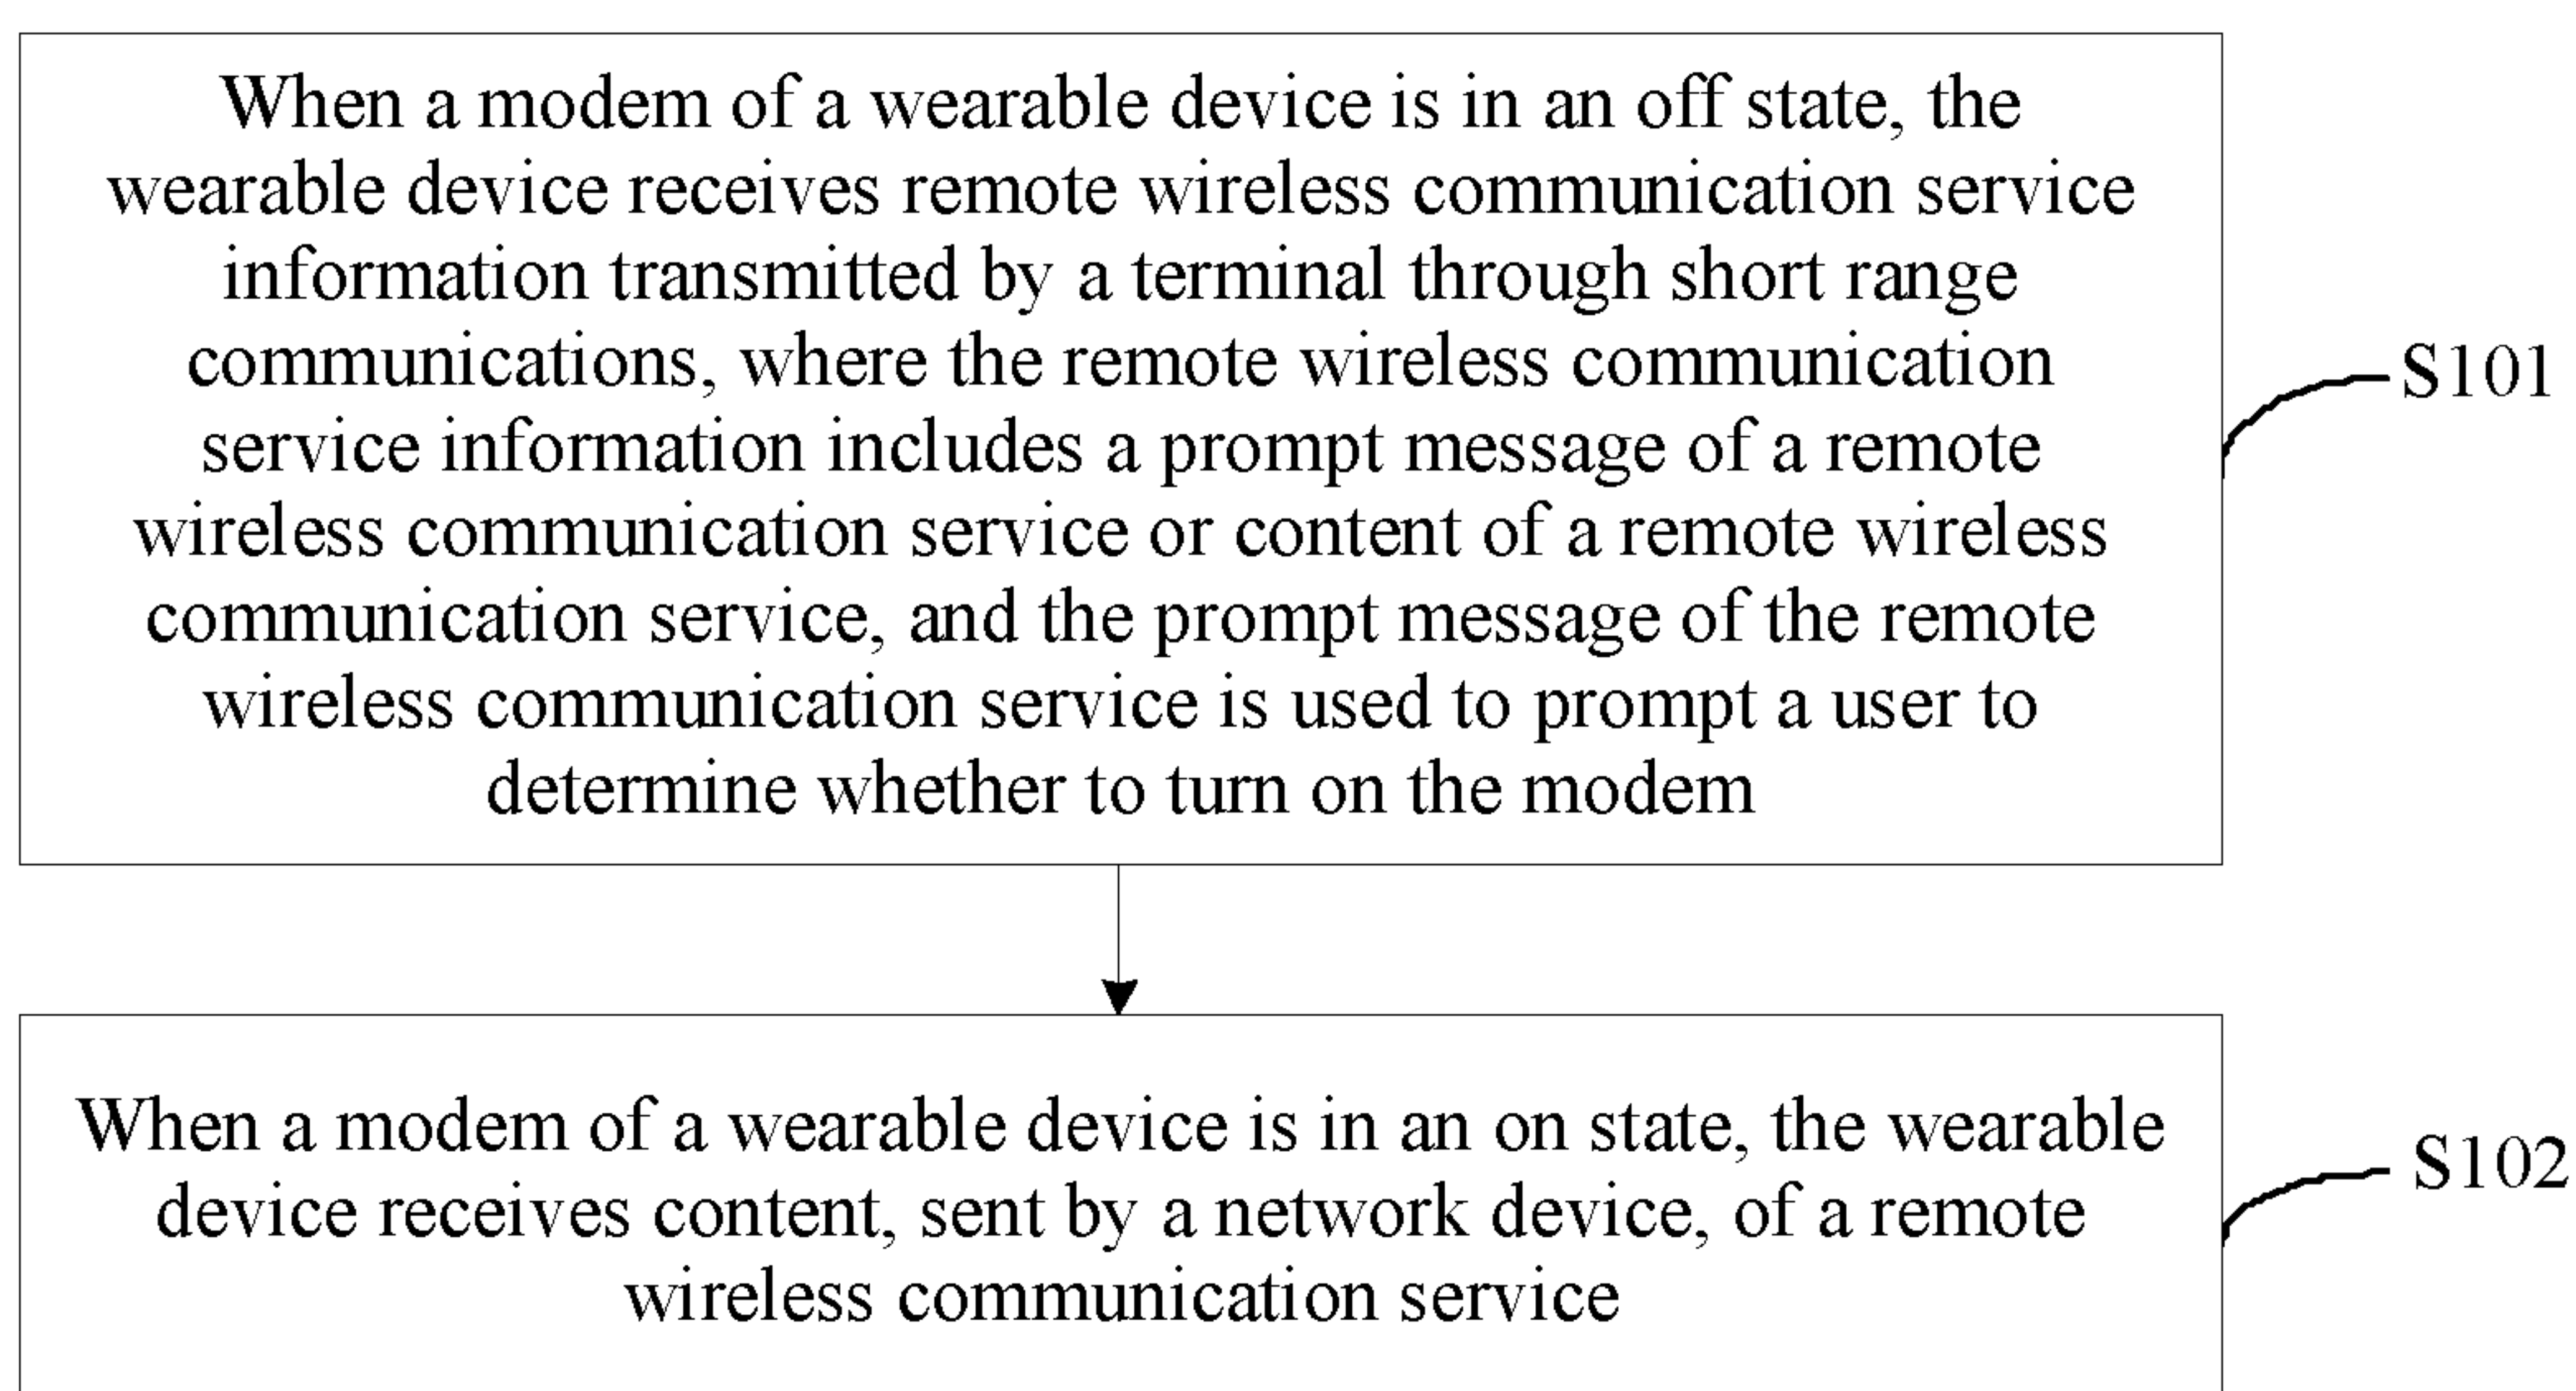 When a modem of a wearable device is in an off state, the
wearable device receives remote wireless communication service
information transmitted by a terminal through short range
communications, where the remote wireless communication
service information includes a prompt message of a remote
wireless communication service or content of a remote wireless
communication service, and the prompt message of the remote
wireless communication service is used to prompt a user to
determine whether to turn on the modem
S101
When a modem of a wearable device is in an on state, the wearable
device receives content, sent by a network device, of a remote
wireless communication service
S102